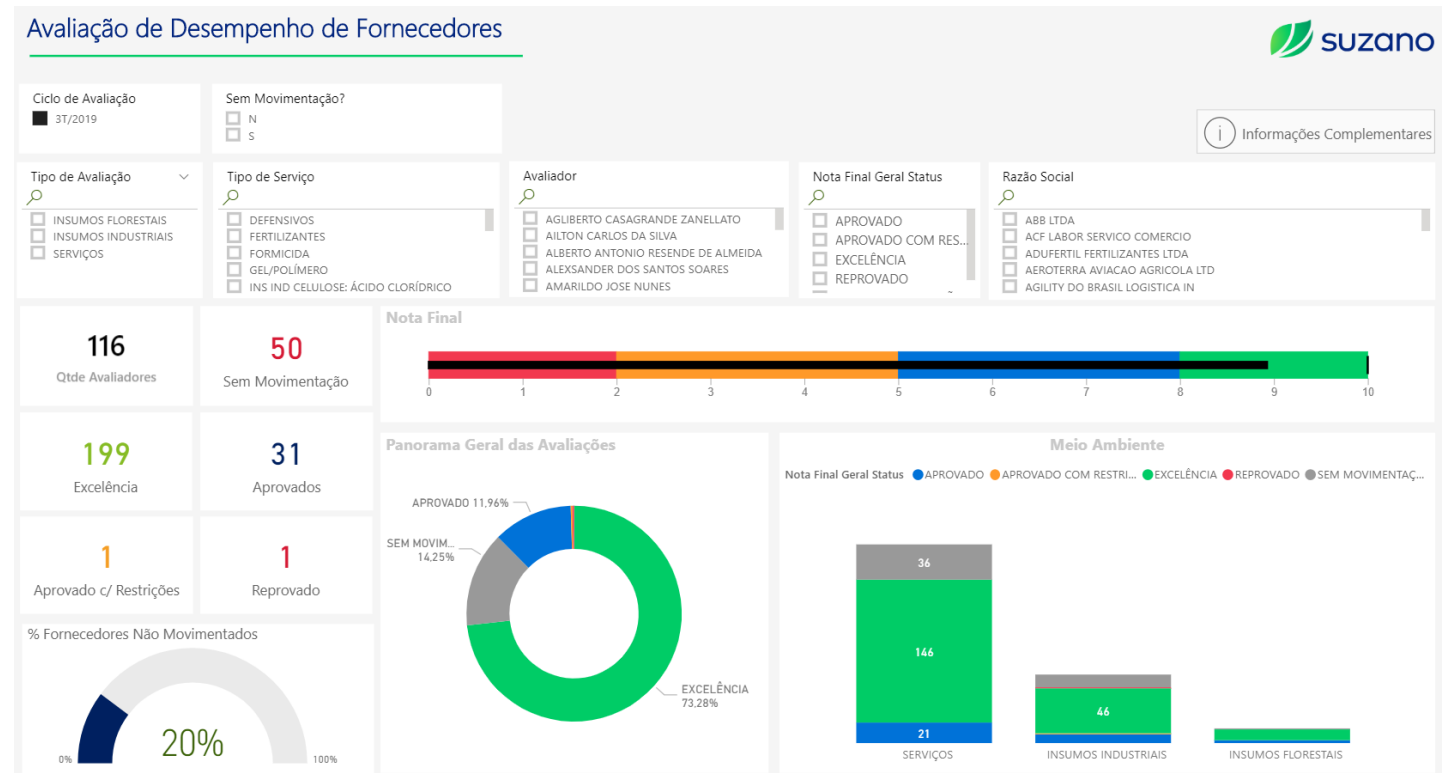 Avaliação de Desempenho de Fornecedores
suzano
Ciclo de Avaliação
3T/2019
Sem Movimentação?
N
S
i Informações Complementares
Tipo de Avaliação
INSUMOS FLORESTAIS
INSUMOS INDUSTRIAIS
SERVIÇOS
Tipo de Serviço
DEFENSIVOS
FERTILIZANTES
FORMICIDA
GEL/POLÍMERO
INS IND CELULOSE: ÁCIDO CLORÍDRICO
Avaliador
AGLIBERTO CASAGRANDE ZANELLATO
AILTON CARLOS DA SILVA
ALBERTO ANTONIO RESENDE DE ALMEIDA
ALEXSANDER DOS SANTOS SOARES
AMARILDO JOSE NUNES
Nota Final Geral Status
APROVADO
APROVADO COM RES...
EXCELÊNCIA
REPROVADO
Razão Social
ABB LTDA
ACF LABOR SERVICO COMERCIO
ADUFERTIL FERTILIZANTES LTDA
AEROTERRA AVIACAO AGRICOLA LTD
AGILITY DO BRASIL LOGISTICA IN
116
Qtde Avaliadores
50
Sem Movimentação
199
Excelência
31
Aprovados
1
Aprovado c/ Restrições
1
Reprovado
% Fornecedores Não Movimentados
20%
0%
100%
Nota Final
0 1 2 3 4 5 6 7 8 9 10
Panorama Geral das Avaliações
APROVADO 11,96%
SEM MOVIM...
14,25%
EXCELÊNCIA
73,28%
Meio Ambiente
Nota Final Geral Status APROVADO APROVADO COM RESTRI... EXCELÊNCIA REPROVADO SEM MOVIMENTAÇ...
36
146
21
46
SERVIÇOS INSUMOS INDUSTRIAIS INSUMOS FLORESTAIS